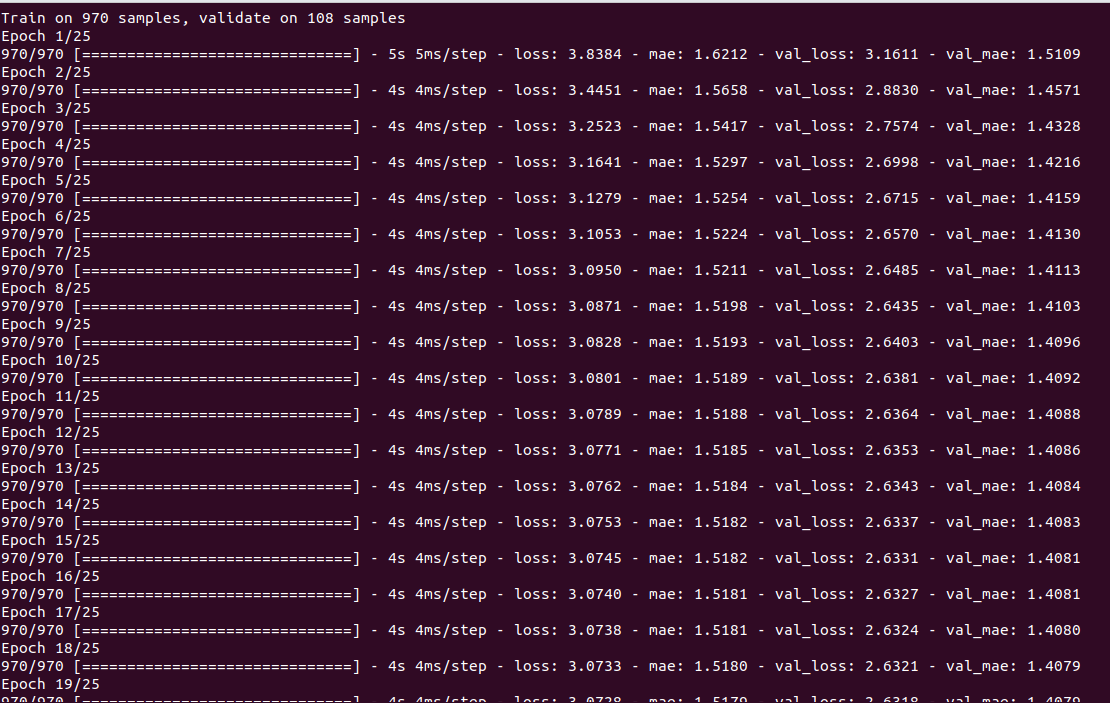 Train on 970 samples, validate on 108 samples
Epoch 1/25
970/970 [==============================] - 5s 5ms/step - loss: 3.8384 - mae: 1.6212 - val_loss: 3.1611 - val_mae: 1.5109
Epoch 2/25
970/970 [==============================] - 4s 4ms/step - loss: 3.4451 - mae: 1.5658 - val_loss: 2.8830 - val_mae: 1.4571
Epoch 3/25
970/970 [==============================] - 4s 4ms/step - loss: 3.2523 - mae: 1.5417 - val_loss: 2.7574 - val_mae: 1.4328
Epoch 4/25
970/970 [==============================] - 4s 4ms/step - loss: 3.1641 - mae: 1.5297 - val_loss: 2.6998 - val_mae: 1.4216
Epoch 5/25
970/970 [==============================] - 4s 4ms/step - loss: 3.1279 - mae: 1.5254 - val_loss: 2.6715 - val_mae: 1.4159
Epoch 6/25
970/970 [==============================] - 4s 4ms/step - loss: 3.1053 - mae: 1.5224 - val_loss: 2.6570 - val_mae: 1.4130
Epoch 7/25
970/970 [==============================] - 4s 4ms/step - loss: 3.0950 - mae: 1.5211 - val_loss: 2.6485 - val_mae: 1.4113
Epoch 8/25
970/970 [==============================] - 4s 4ms/step - loss: 3.0871 - mae: 1.5198 - val_loss: 2.6435 - val_mae: 1.4103
Epoch 9/25
970/970 [==============================] - 4s 4ms/step - loss: 3.0828 - mae: 1.5193 - val_loss: 2.6403 - val_mae: 1.4096
Epoch 10/25
970/970 [==============================] - 4s 4ms/step - loss: 3.0801 - mae: 1.5189 - val_loss: 2.6381 - val_mae: 1.4092
Epoch 11/25
970/970 [==============================] - 4s 4ms/step - loss: 3.0789 - mae: 1.5188 - val_loss: 2.6364 - val_mae: 1.4088
Epoch 12/25
970/970 [==============================] - 4s 4ms/step - loss: 3.0771 - mae: 1.5185 - val_loss: 2.6353 - val_mae: 1.4086
Epoch 13/25
970/970 [==============================] - 4s 4ms/step - loss: 3.0762 - mae: 1.5184 - val_loss: 2.6343 - val_mae: 1.4084
Epoch 14/25
970/970 [==============================] - 4s 4ms/step - loss: 3.0753 - mae: 1.5182 - val_loss: 2.6337 - val_mae: 1.4083
Epoch 15/25
970/970 [==============================] - 4s 4ms/step - loss: 3.0745 - mae: 1.5182 - val_loss: 2.6331 - val_mae: 1.4081
Epoch 16/25
970/970 [==============================] - 4s 4ms/step - loss: 3.0740 - mae: 1.5181 - val_loss: 2.6327 - val_mae: 1.4081
Epoch 17/25
970/970 [==============================] - 4s 4ms/step - loss: 3.0738 - mae: 1.5181 - val_loss: 2.6324 - val_mae: 1.4080
Epoch 18/25
970/970 [==============================] - 4s 4ms/step - loss: 3.0733 - mae: 1.5180 - val_loss: 2.6321 - val_mae: 1.4079
Epoch 19/25
970/970 [==============================] - 4s 4ms/step - loss: 3.0728 - mae: 1.5179 - val_loss: 2.6318 - val_mae: 1.4079